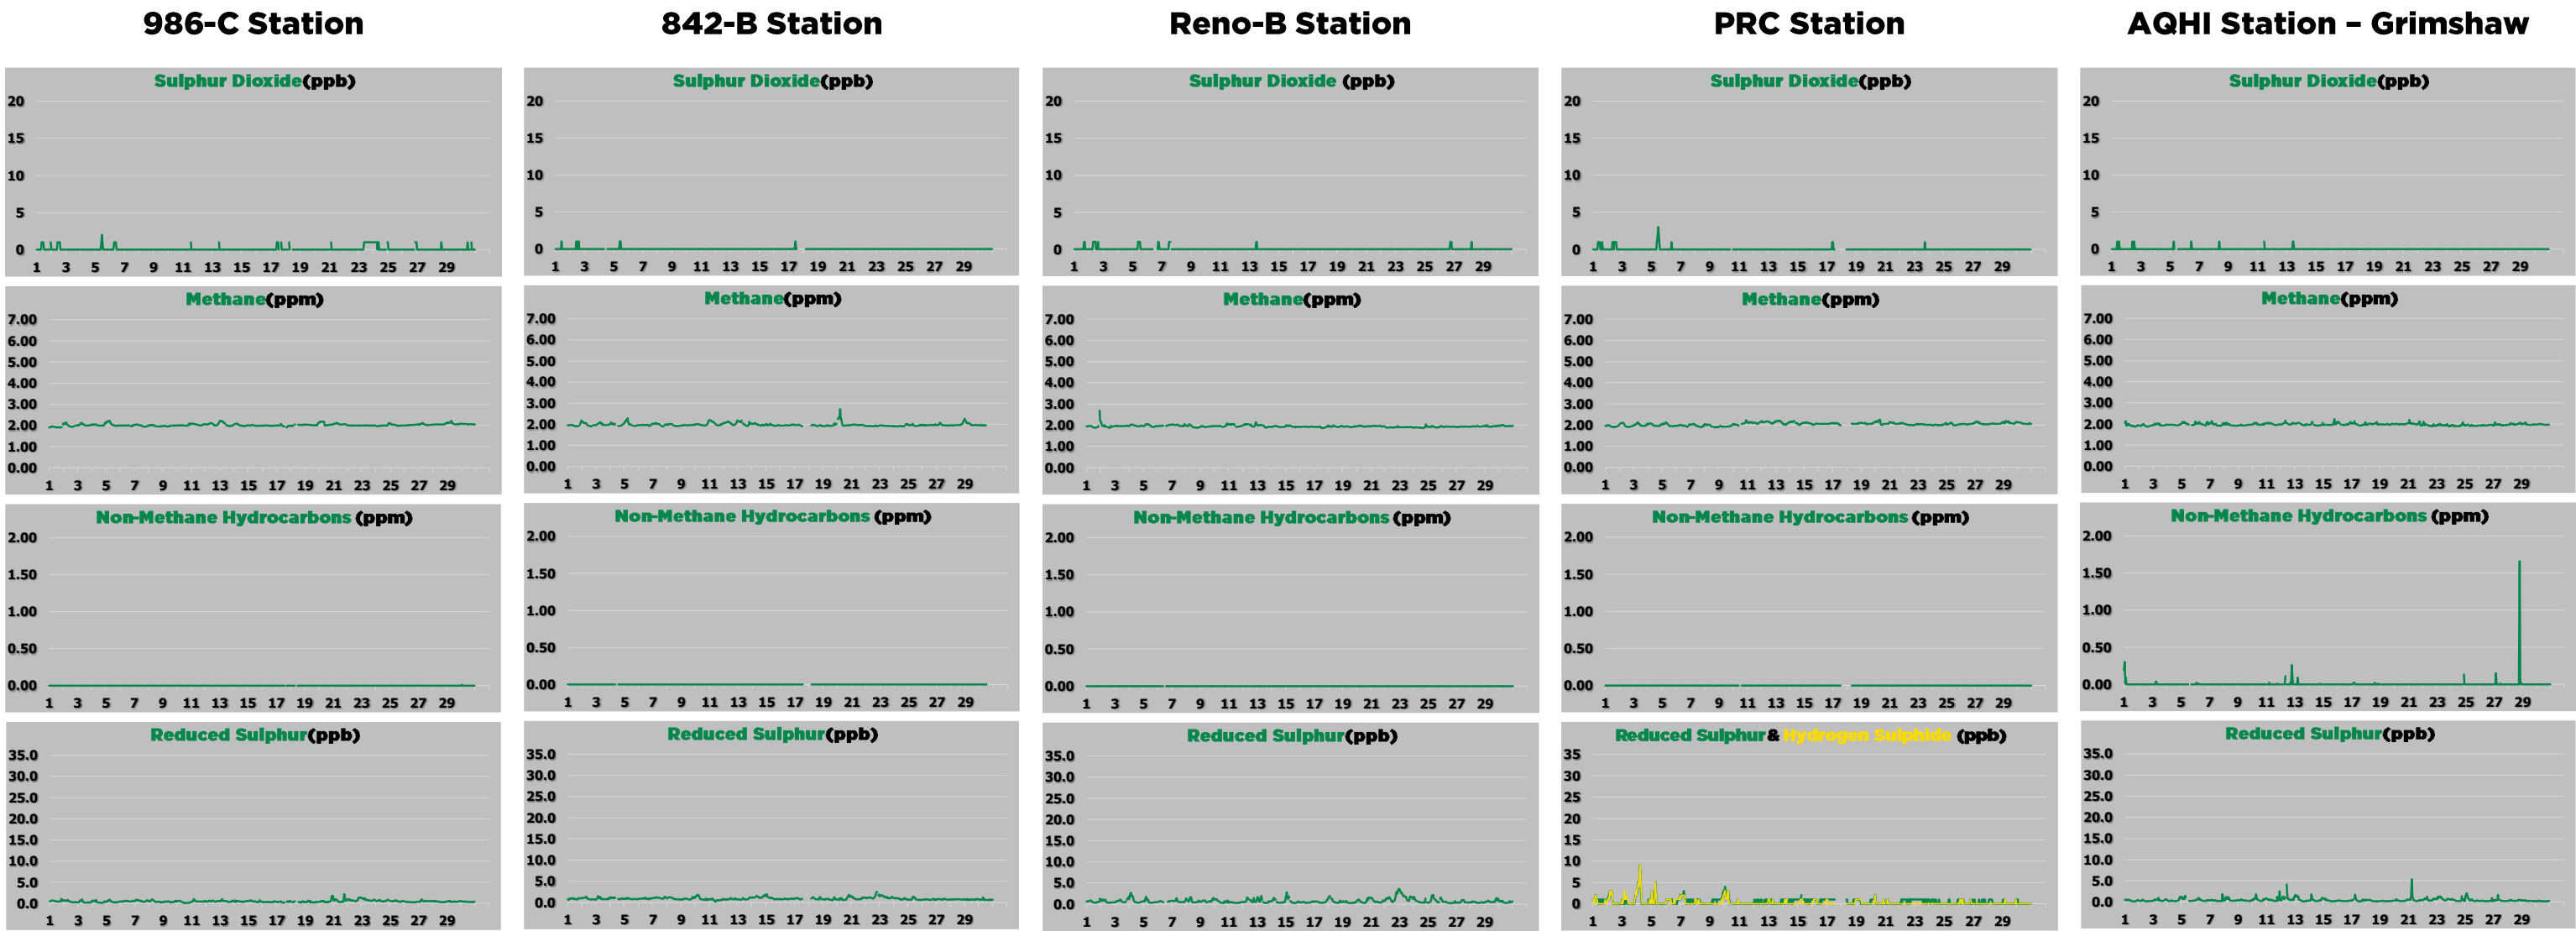 986-C Station
842-B Station
Reno-B Station
PRC Station
AQHI Station – Grimshaw
Sulphur Dioxide(ppb)
20
15
10
5
0
1 3 5 7 9 11 13 15 17 19 21 23 25 27 29
Sulphur Dioxide(ppb)
20
15
10
5
0
1 3 5 7 9 11 13 15 17 19 21 23 25 27 29
Sulphur Dioxide (ppb)
20
15
10
5
0
1 3 5 7 9 11 13 15 17 19 21 23 25 27 29
Sulphur Dioxide(ppb)
20
15
10
5
0
1 3 5 7 9 11 13 15 17 19 21 23 25 27 29
Sulphur Dioxide(ppb)
20
15
10
5
0
1 3 5 7 9 11 13 15 17 19 21 23 25 27 29
Methane(ppm)
7.00
6.00
5.00
4.00
3.00
2.00
1.00
0.00
1 3 5 7 9 11 13 15 17 19 21 23 25 27 29
Methane(ppm)
7.00
6.00
5.00
4.00
3.00
2.00
1.00
0.00
1 3 5 7 9 11 13 15 17 19 21 23 25 27 29
Methane(ppm)
7.00
6.00
5.00
4.00
3.00
2.00
1.00
0.00
1 3 5 7 9 11 13 15 17 19 21 23 25 27 29
Methane(ppm)
7.00
6.00
5.00
4.00
3.00
2.00
1.00
0.00
1 3 5 7 9 11 13 15 17 19 21 23 25 27 29
Methane(ppm)
7.00
6.00
5.00
4.00
3.00
2.00
1.00
0.00
1 3 5 7 9 11 13 15 17 19 21 23 25 27 29
Non-Methane Hydrocarbons (ppm)
2.00
1.50
1.00
0.50
0.00
1 3 5 7 9 11 13 15 17 19 21 23 25 27 29
Non-Methane Hydrocarbons (ppm)
2.00
1.50
1.00
0.50
0.00
1 3 5 7 9 11 13 15 17 19 21 23 25 27 29
Non-Methane Hydrocarbons (ppm)
2.00
1.50
1.00
0.50
0.00
1 3 5 7 9 11 13 15 17 19 21 23 25 27 29
Non-Methane Hydrocarbons (ppm)
2.00
1.50
1.00
0.50
0.00
1 3 5 7 9 11 13 15 17 19 21 23 25 27 29
Non-Methane Hydrocarbons (ppm)
2.00
1.50
1.00
0.50
0.00
1 3 5 7 9 11 13 15 17 19 21 23 25 27 29
Reduced Sulphur(ppb)
35.0
30.0
25.0
20.0
15.0
10.0
5.0
0.0
1 3 5 7 9 11 13 15 17 19 21 23 25 27 29
Reduced Sulphur(ppb)
35.0
30.0
25.0
20.0
15.0
10.0
5.0
0.0
1 3 5 7 9 11 13 15 17 19 21 23 25 27 29
Reduced Sulphur(ppb)
35.0
30.0
25.0
20.0
15.0
10.0
5.0
0.0
1 3 5 7 9 11 13 15 17 19 21 23 25 27 29
Reduced Sulphur& Hydrogen Sulphide (ppb)
35
30
25
20
15
10
5
0
1 3 5 7 9 11 13 15 17 19 21 23 25 27 29
Reduced Sulphur(ppb)
35.0
30.0
25.0
20.0
15.0
10.0
5.0
0.0
1 3 5 7 9 11 13 15 17 19 21 23 25 27 29